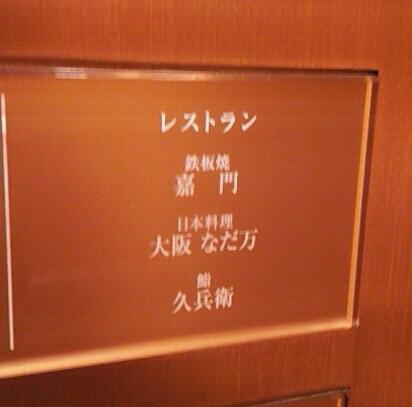 レストラン
鉄板焼
嘉 門
日本料理
大阪 なだ万
鮨
久兵衛